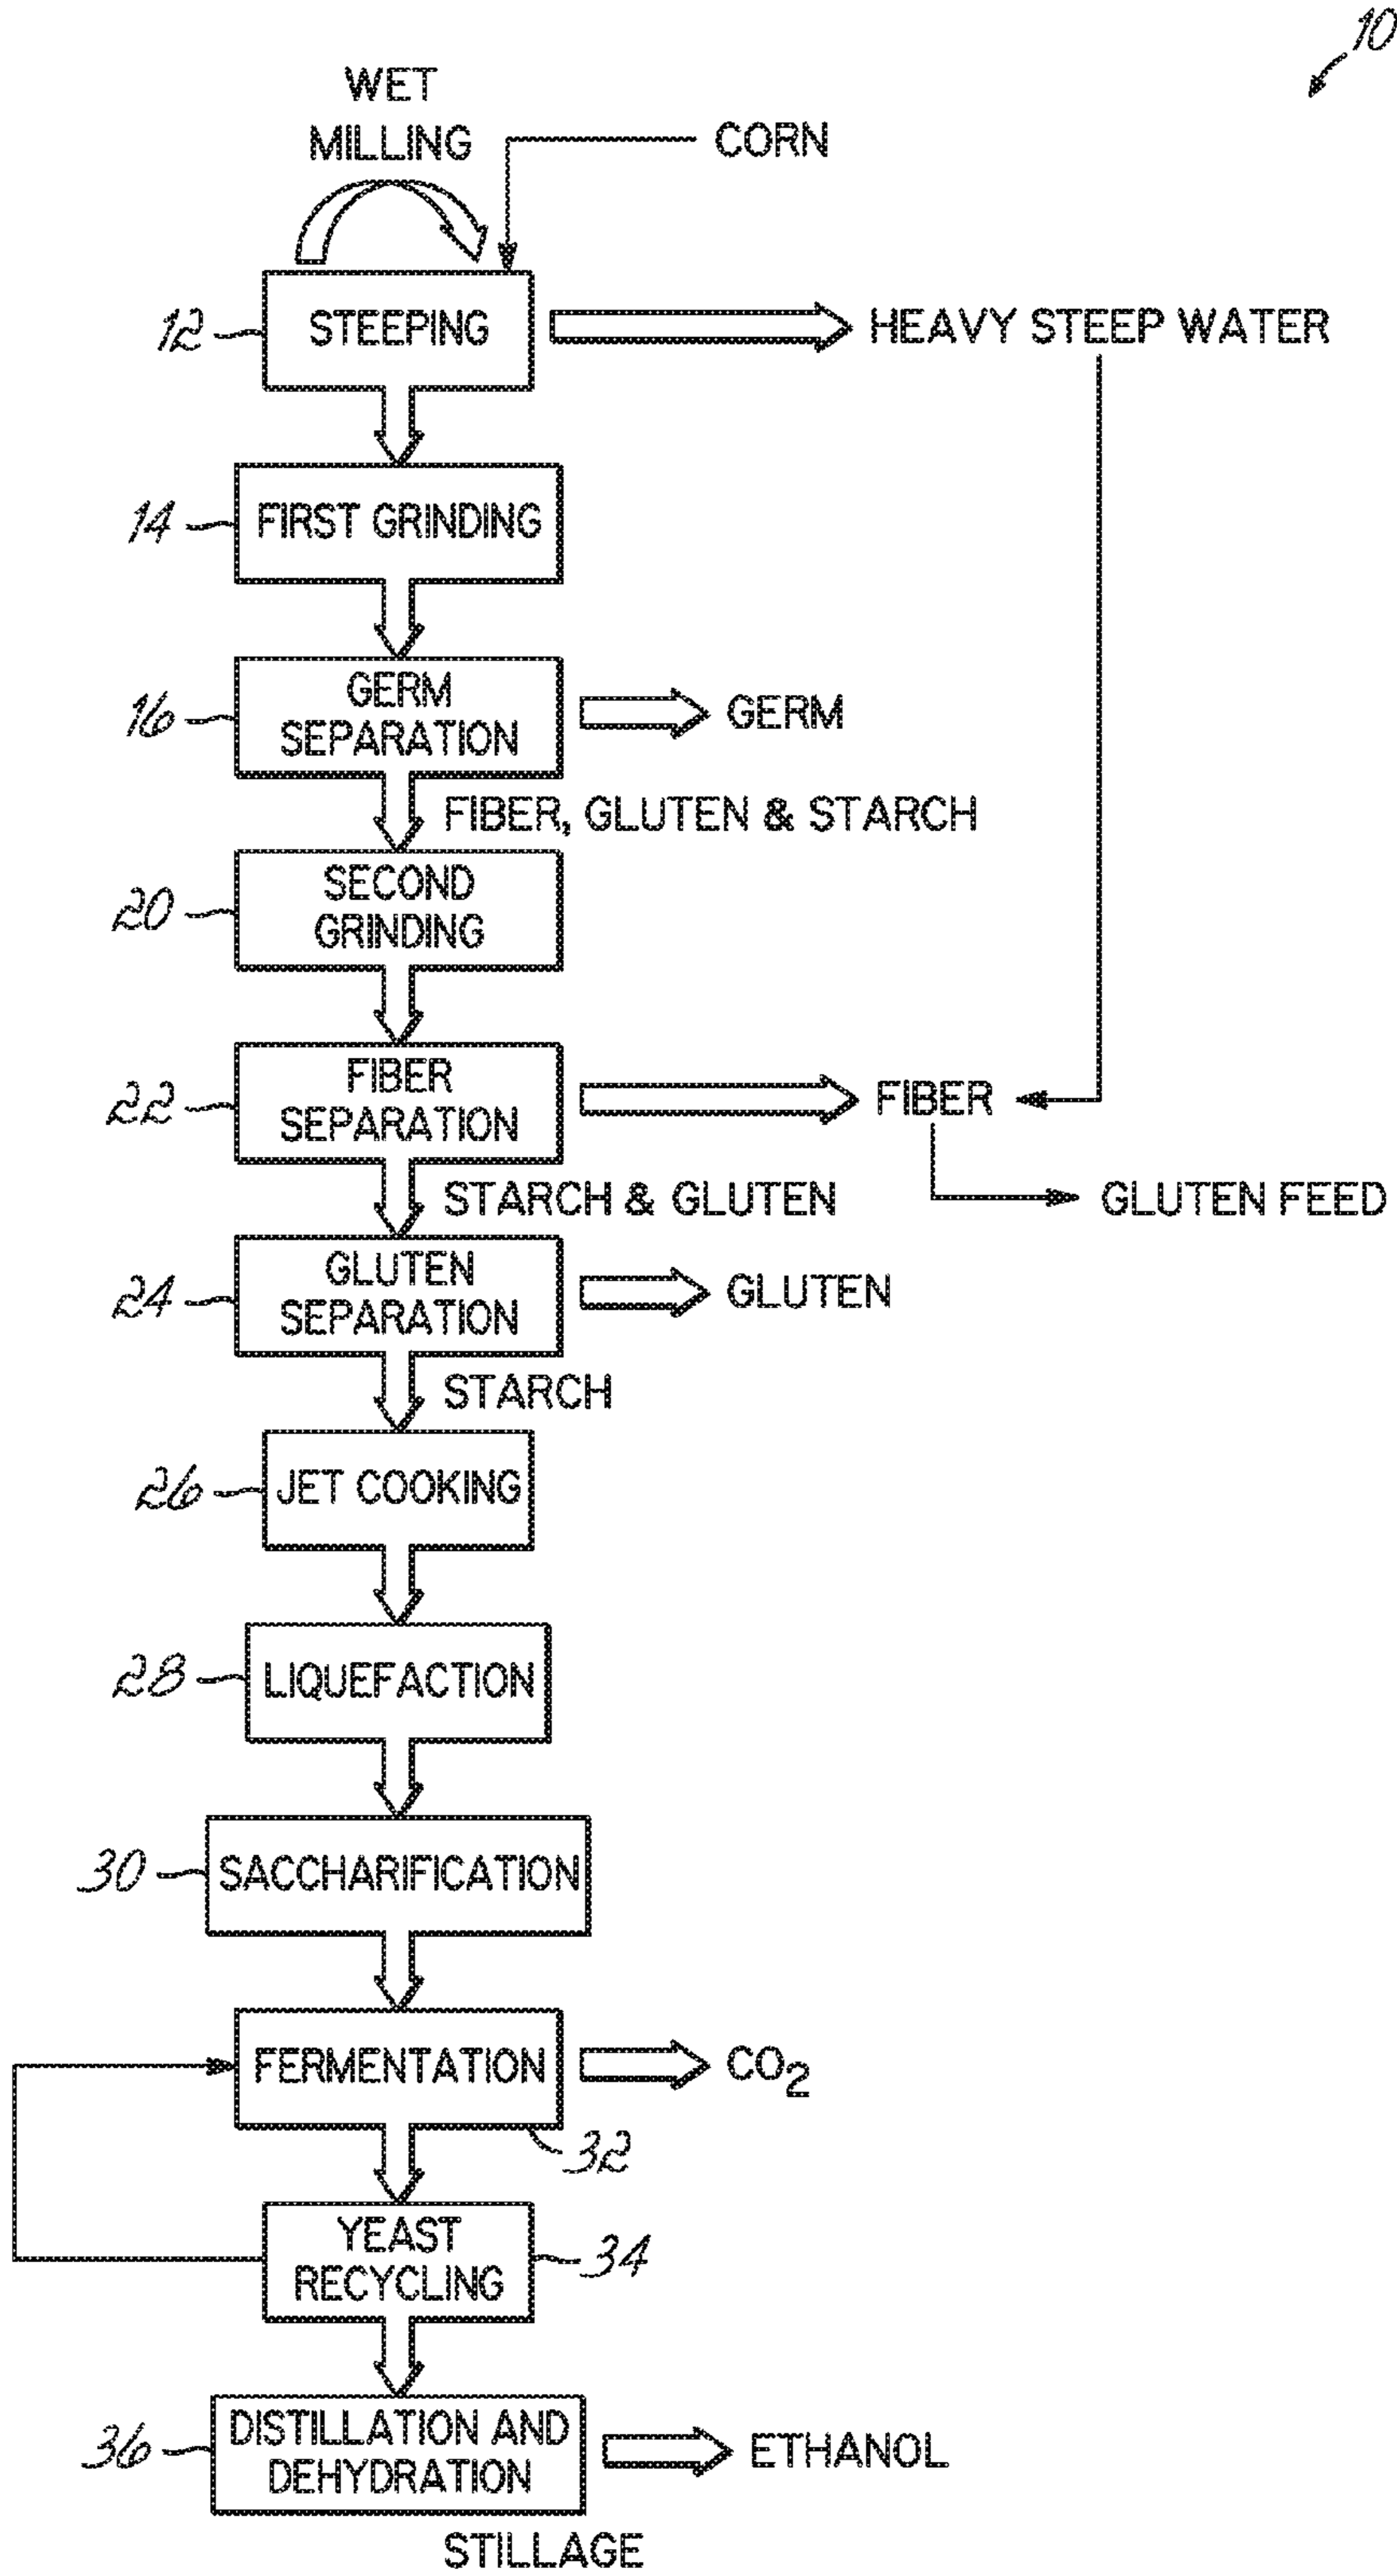 10
WET
MILLING
CORN
12
STEEPING
HEAVY STEEP WATER
14
FIRST GRINDING
16
GERM
SEPARATION
GERM
FIBER, GLUTEN & STARCH
20
SECOND
GRINDING
22
FIBER
SEPARATION
FIBER
STARCH & GLUTEN
GLUTEN FEED
24
GLUTEN
SEPARATION
GLUTEN
STARCH
26
JET COOKING
28
LIQUEFACTION
30
SACCHARIFICATION
FERMENTATION
CO2
32
YEAST
RECYCLING
34
36
DISTILLATION AND
DEHYDRATION
ETHANOL
STILLAGE